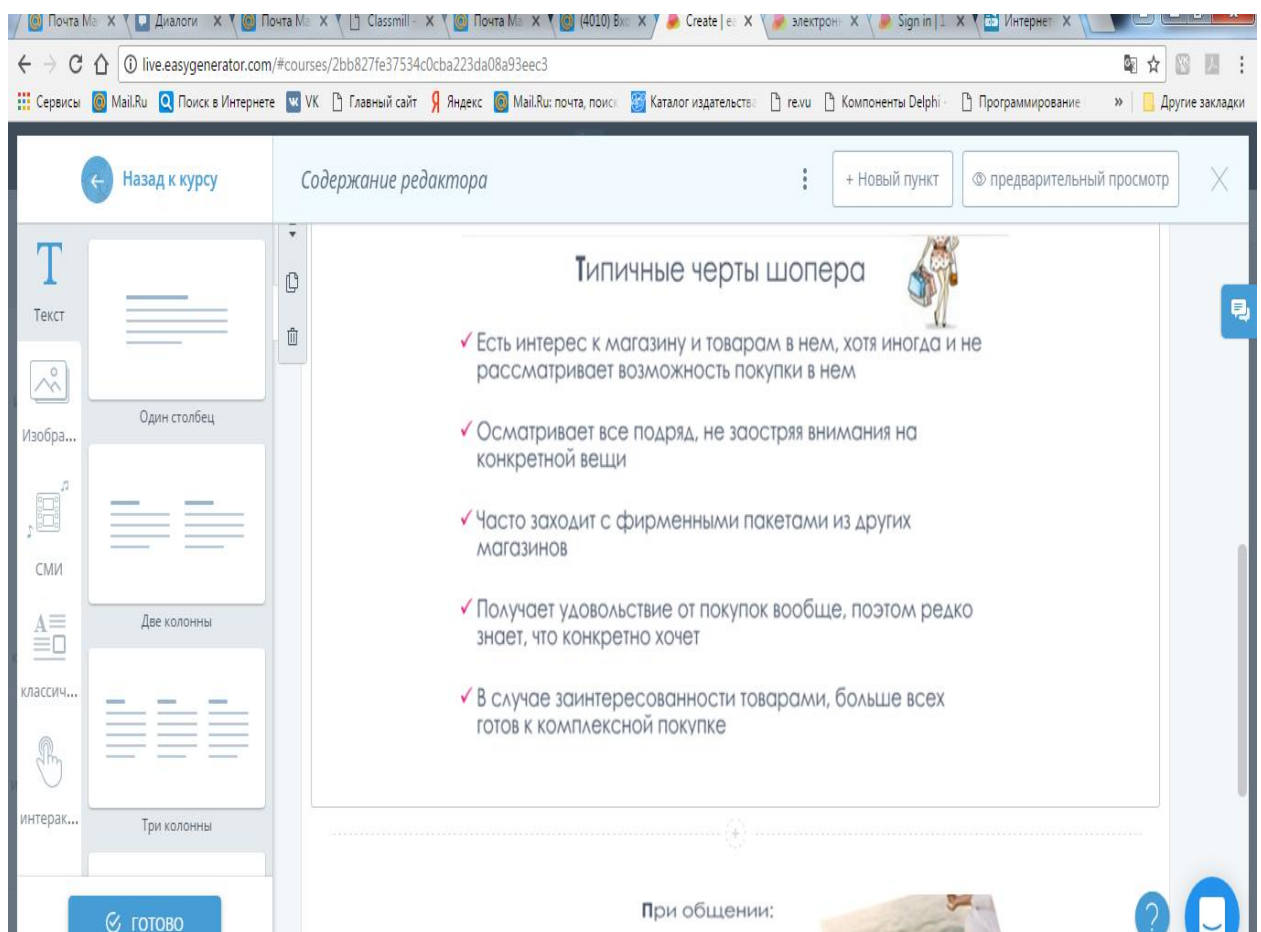 Почта Ма
Диалоги
Почта Ма
Classmill -
Почта Ма
(4010) Вхо
Create | ea
электрон
Sign in | 1
Интернет
live.easygenerator.com/#courses/2bb827fe37534c0cba223da08a93eec3
Сервисы
Mail.Ru
Поиск в Интернете
VK
Главный сайт
Яндекс
Mail.Ru: почта, поиск
Каталог издательства
re.vu
Компоненты Delphi -
Программирование
»
Другие закладки
Назад к курсу
Содержание редактора
+ Новый пункт
предварительный просмотр
Текст
Изобра...
СМИ
классич...
интерак...
Один столбец
Две колонны
Три колонны
готово
Типичные черты шопера
Есть интерес к магазину и товарам в нем, хотя иногда и не
рассматривает возможность покупки в нем
Осматривает все подряд, не заостряя внимания на
конкретной вещи
Часто заходит с фирменными пакетами из других
магазинов
Получает удовольствие от покупок вообще, поэтом редко
знает, что конкретно хочет
В случае заинтересованности товарами, больше всех
готов к комплексной покупке
При общении:
?